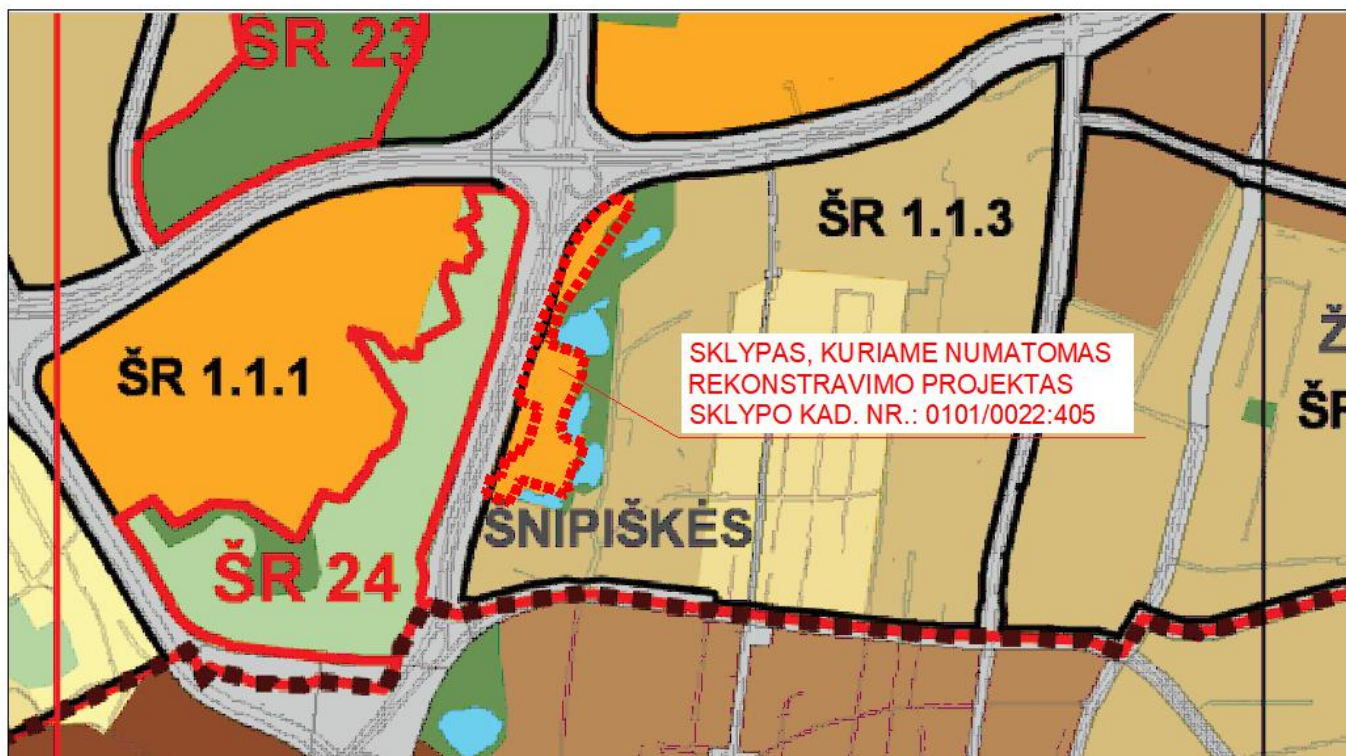 ŠR 23
ŠR 1.1.3
SKLYPAS, KURIAME NUMATOMAS
REKONSTRAVIMO PROJEKTAS
SKLYPO KAD. NR.: 0101/0022:405
ŠR 1.1.1
SNIPIŠKĖS
ŠR 24